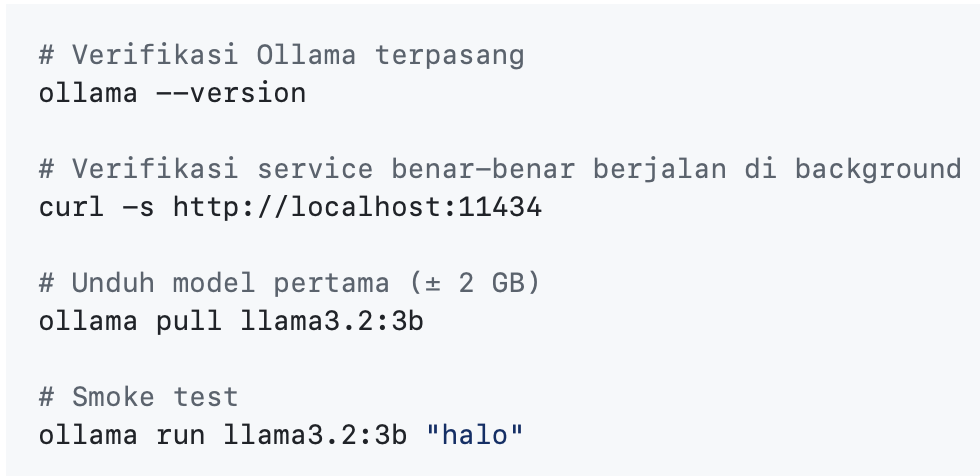 # Verifikasi Ollama terpasang
ollama --version
# Verifikasi service benar-benar berjalan di background
curl -s http://localhost:11434
# Unduh model pertama (± 2 GB)
ollama pull llama3.2:3b
# Smoke test
ollama run llama3.2:3b "halo"